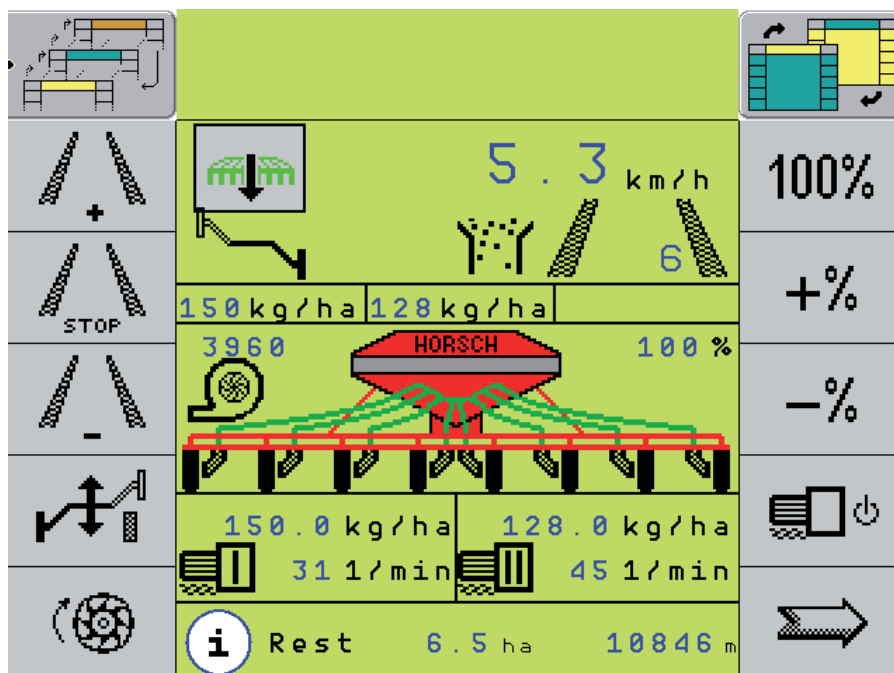 5.3 km/h
100%
+
6
STOP
+%
150 kg/ha 128 kg/ha
3960 HORSCH 100 %
-
-%
150.0 kg/ha 128.0 kg/ha
I 31 1/min II 45 1/min
i Rest 6.5 ha 10846 m